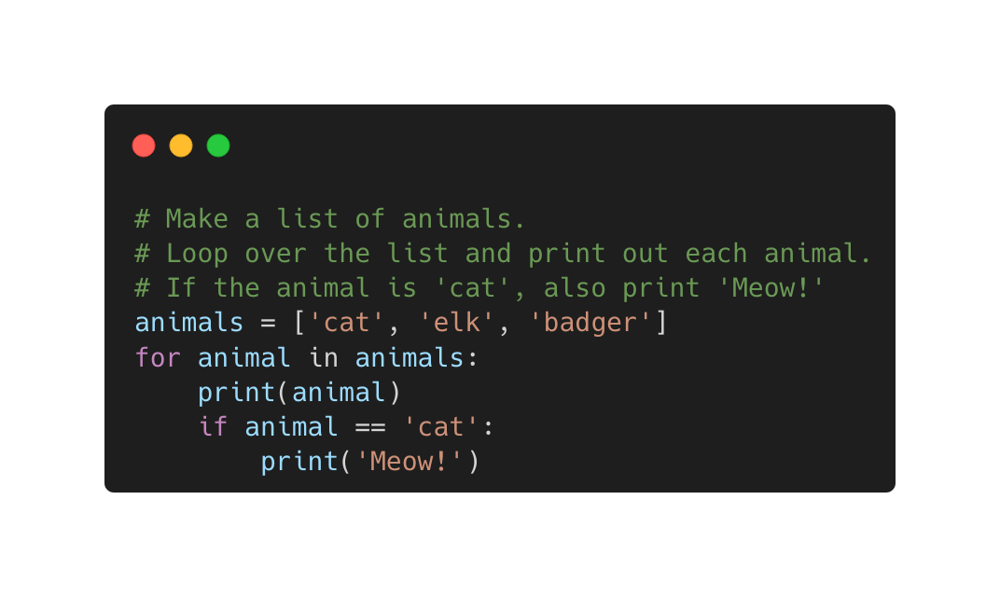 # Make a list of animals.
# Loop over the list and print out each animal.
# If the animal is 'cat', also print 'Meow!'
animals = ['cat', 'elk', 'badger']
for animal in animals:
    print(animal)
    if animal == 'cat':
        print('Meow!')